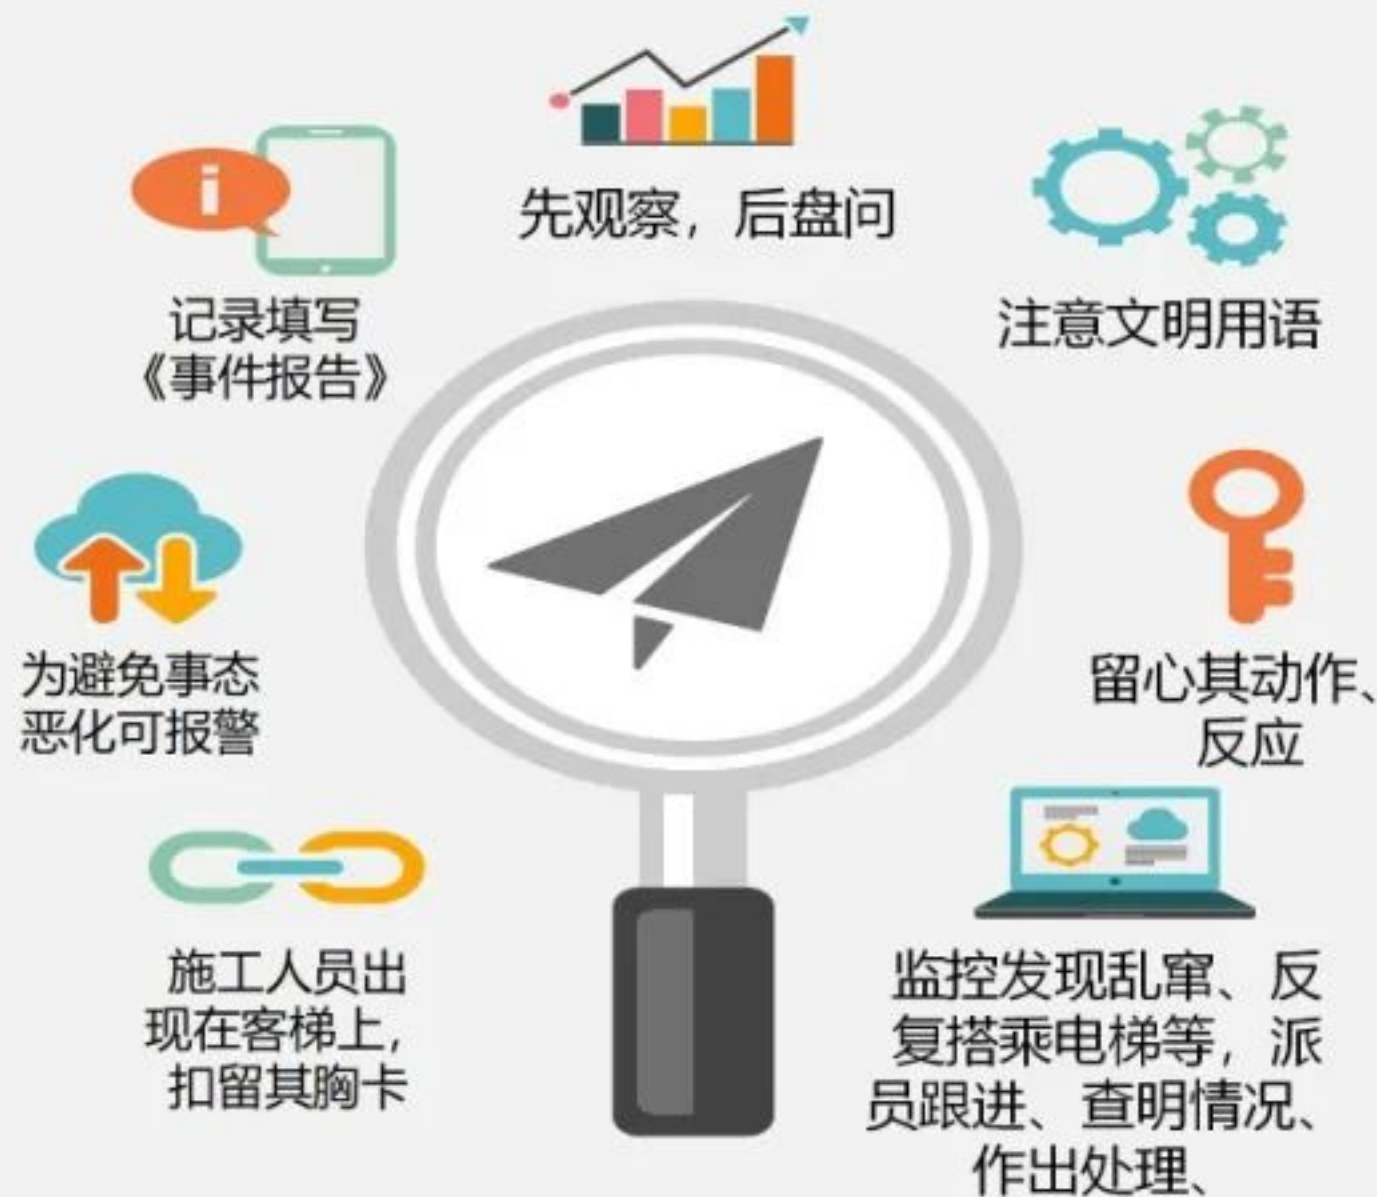 先观察，后盘问
注意文明用语
留心其动作、
反应
监控发现乱窜、反
复搭乘电梯等，派
员跟进、查明情况、
作出处理、
施工人员出
现在客梯上，
扣留其胸卡
为避免事态
恶化可报警
记录填写
《事件报告》
i